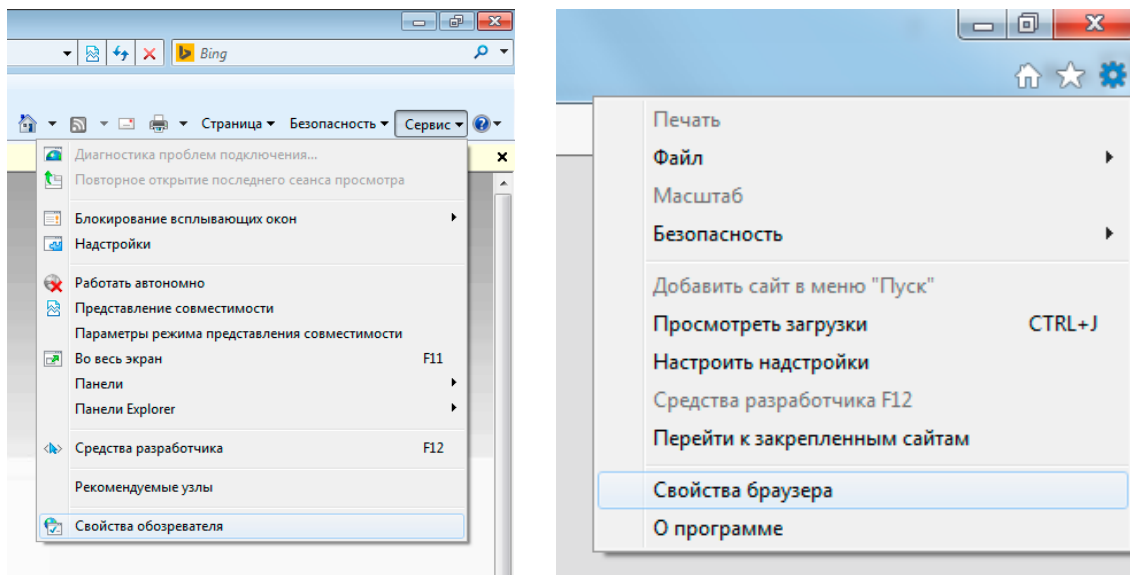 Bing
Страница Безопасность Сервис
Диагностика проблем подключения...
Повторное открытие последнего сеанса просмотра
Блокирование всплывающих окон
Надстройки
Работать автономно
Представление совместимости
Параметры режима представления совместимости
Во весь экран F11
Панели
Панели Explorer
Средства разработчика F12
Рекомендуемые узлы
Свойства обозревателя
Печать
Файл
Масштаб
Безопасность
Добавить сайт в меню "Пуск"
Просмотреть загрузки CTRL+J
Настроить надстройки
Средства разработчика F12
Перейти к закрепленным сайтам
Свойства браузера
О программе